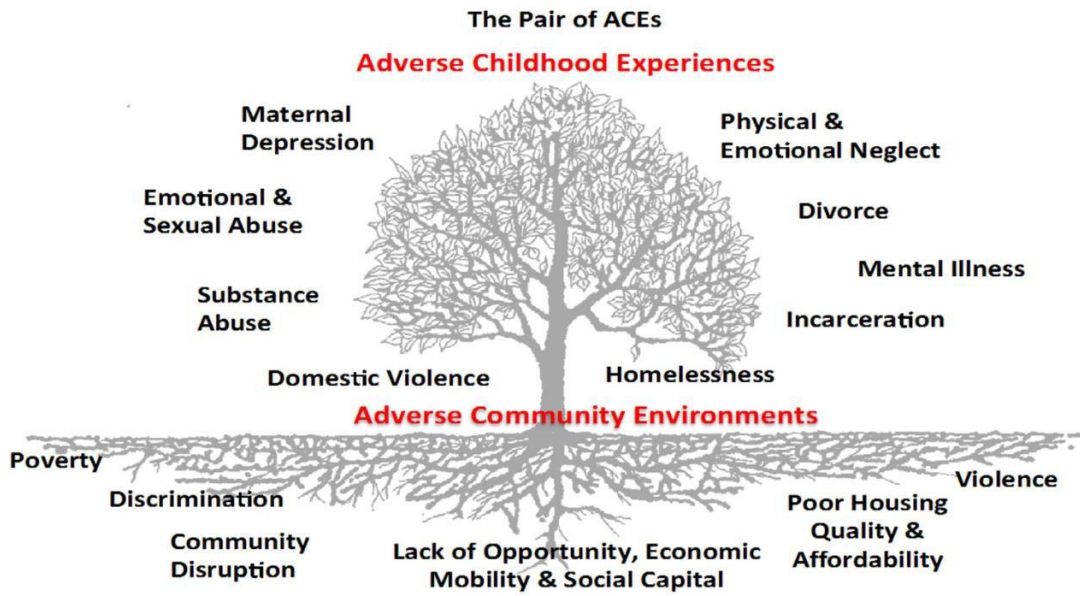 The Pair of ACEs
Adverse Childhood Experiences
Maternal
Depression
Physical &
Emotional Neglect
Emotional &
Sexual Abuse
Divorce
Mental Illness
Substance
Abuse
Incarceration
Domestic Violence
Homelessness
Adverse Community Environments
Poverty
Discrimination
Violence
Community
Disruption
Lack of Opportunity, Economic
Mobility & Social Capital
Poor Housing
Quality &
Affordability